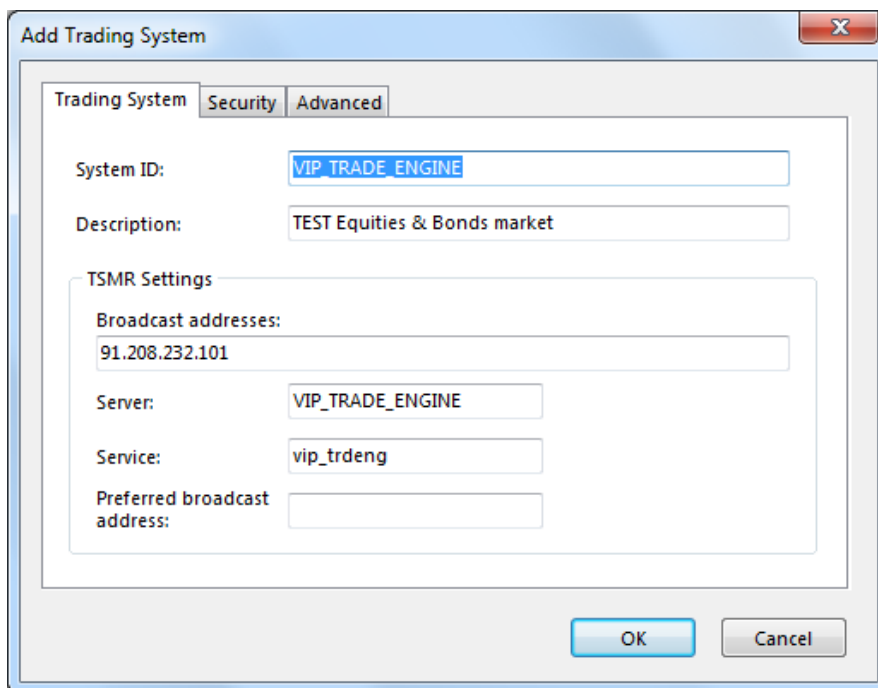 Add Trading System
X
Trading System Security Advanced
System ID: VIP_TRADE_ENGINE
Description: TEST Equities & Bonds market
TSMR Settings
Broadcast addresses:
91.208.232.101
Server: VIP_TRADE_ENGINE
Service: vip_trdeng
Preferred broadcast
address:
OK Cancel